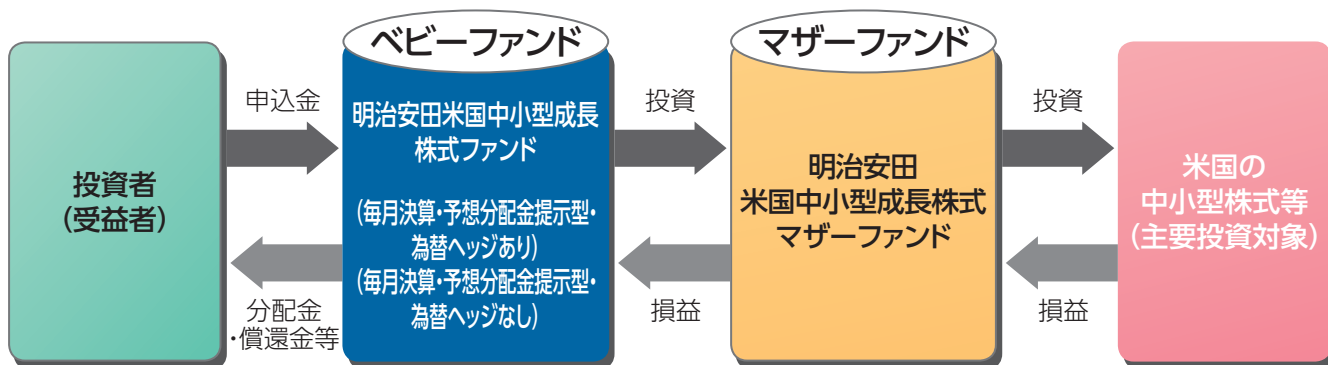 投資者
(受益者)
申込金
分配金
・償還金等
ベビーファンド
明治安田米国中小型成長
株式ファンド
(毎月決算・予想分配金提示型・
為替ヘッジあり)
(毎月決算・予想分配金提示型・
為替ヘッジなし)
投資
損益
マザーファンド
明治安田
米国中小型成長株式
マザーファンド
投資
損益
米国の
中小型株式等
(主要投資対象)